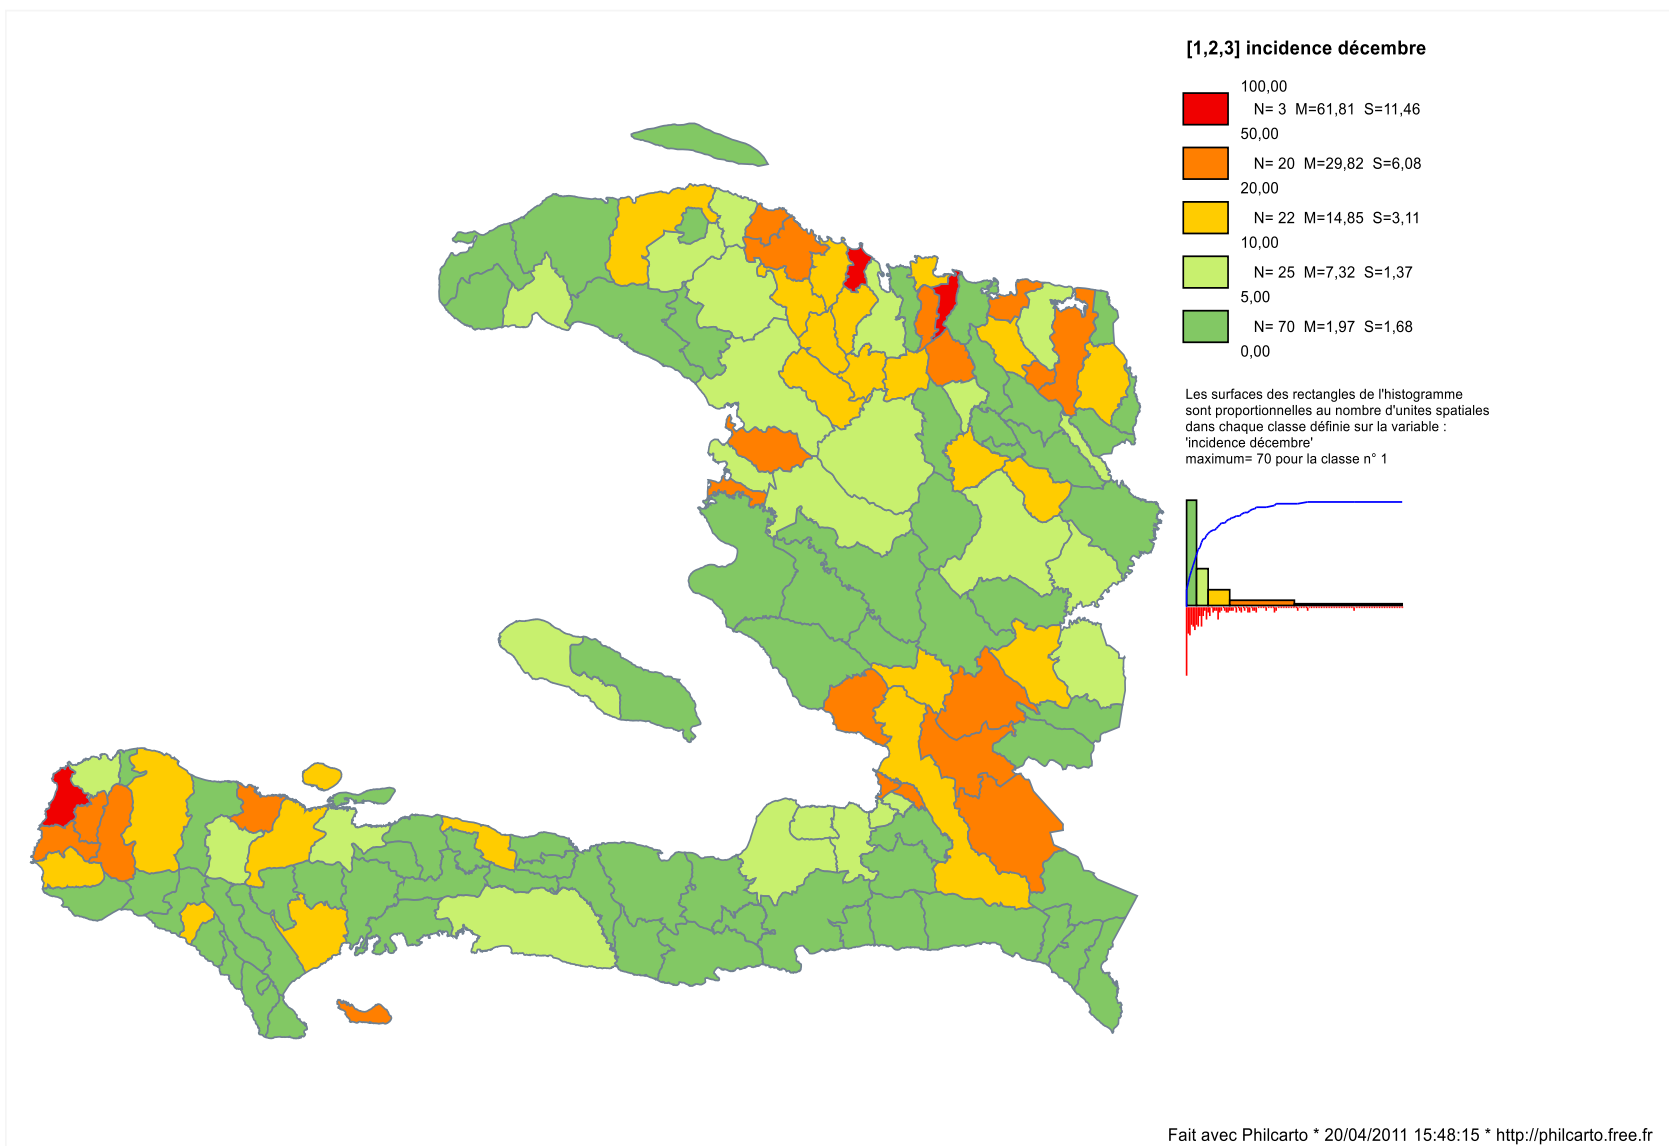 [1,2,3] incidence décembre
100,00
N= 3 M=61,81 S=11,46
50,00
N= 20 M=29,82 S=6,08
20,00
N= 22 M=14,85 S=3,11
10,00
N= 25 M=7,32 S=1,37
5,00
N= 70 M=1,97 S=1,68
0,00
Les surfaces des rectangles de l'histogramme
sont proportionnelles au nombre d'unites spatiales
dans chaque classe définie sur la variable :
'incidence décembre'
maximum= 70 pour la classe n° 1
Fait avec Philcarto * 20/04/2011 15:48:15 * http://philcarto.free.fr